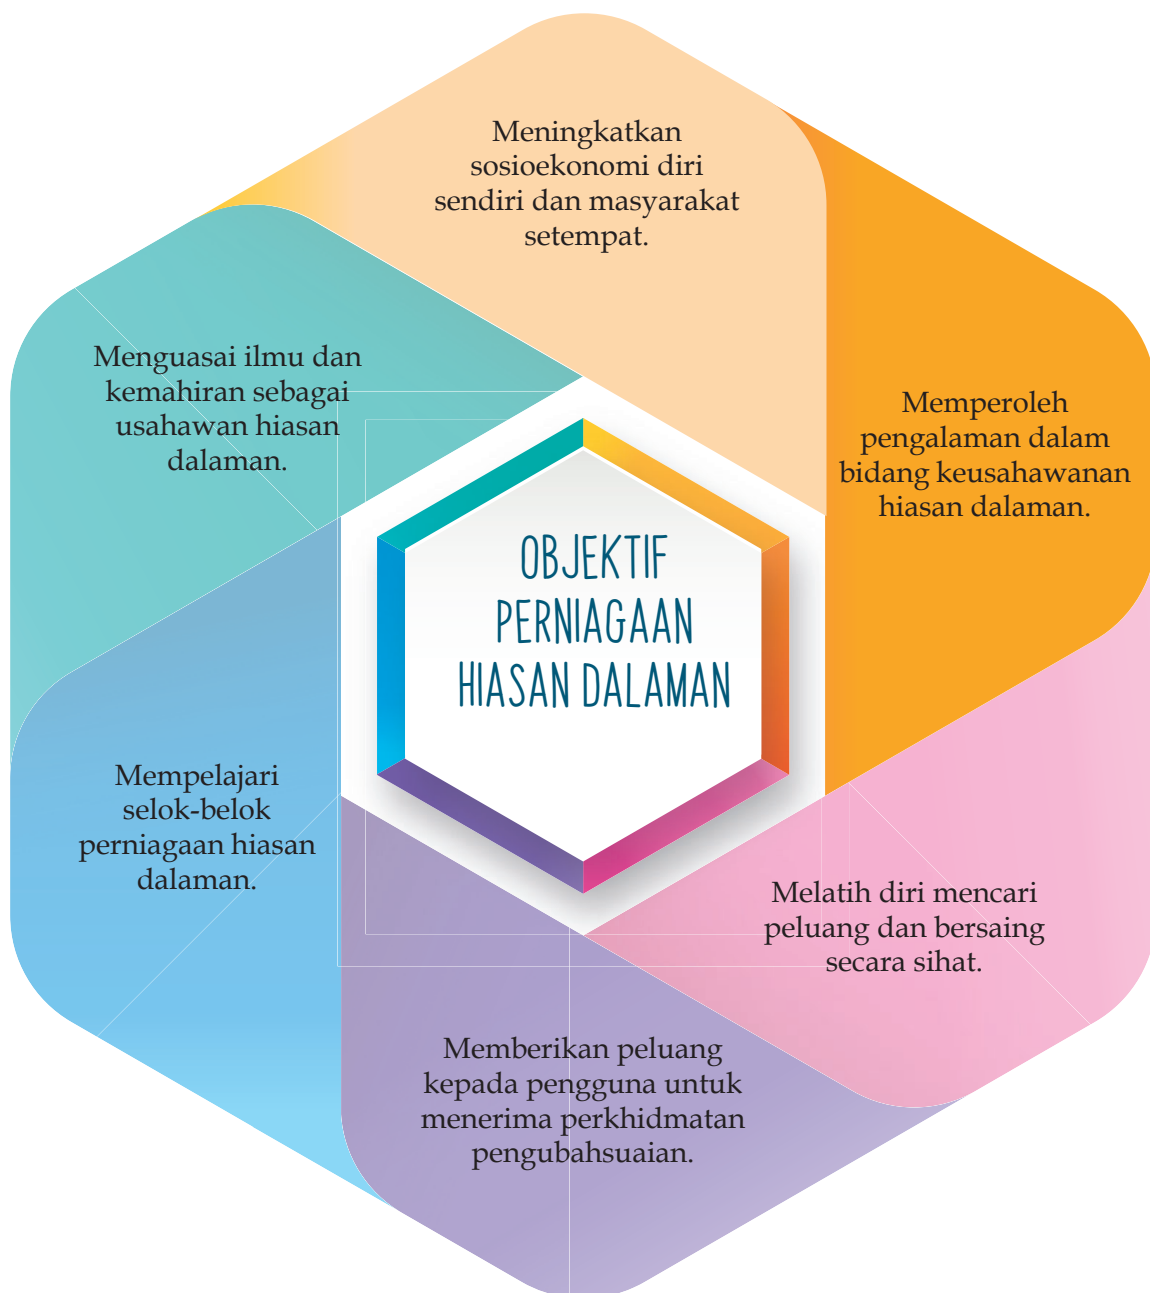 Meningkatkan
sosioekonomi diri
sendiri dan masyarakat
setempat.
Memperoleh
pengalaman dalam
bidang keusahawanan
hiasan dalaman.
Melatih diri mencari
peluang dan bersaing
secara sihat.
Memberikan peluang
kepada pengguna untuk
menerima perkhidmatan
pengubahsuaian.
Mempelajari
selok-belok
perniagaan hiasan
dalaman.
Menguasai ilmu dan
kemahiran sebagai
usahawan hiasan
dalaman.
OBJEKTIF
PERNIAGAAN
HIASAN DALAMAN